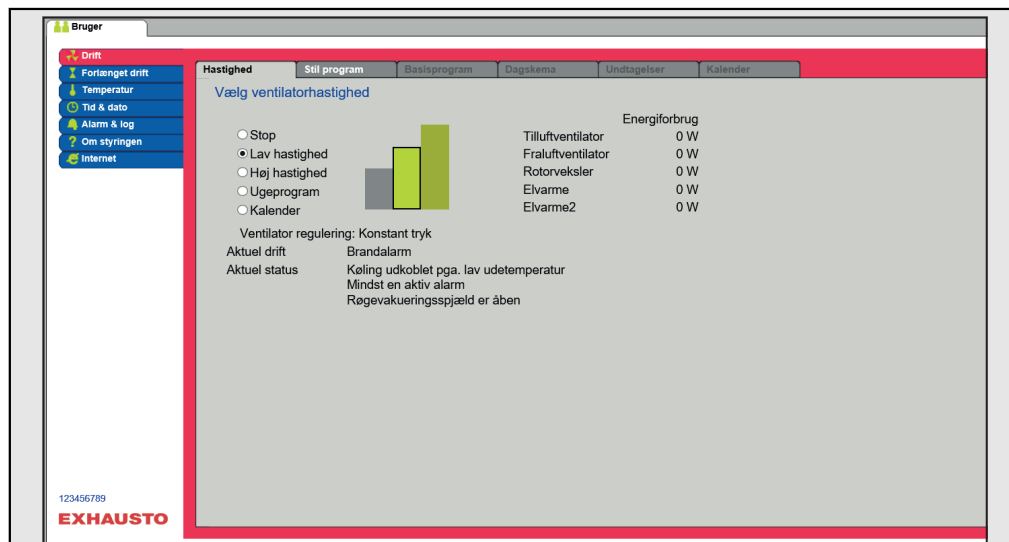 Bruger
Drift
Forlænget drift
Temperatur
Tid & dato
Alarm & log
Om styringen
Internet
Hastighed
Stil program
Basisprogram
Dagskema
Undtagelser
Kalender
Vælg ventilatorhastighed
Stop
Lav hastighed
Høj hastighed
Ugeprogram
Kalender
Energiforbrug
Tilluftventilator 0 W
Fraluftventilator 0 W
Rotorveksler 0 W
Elvarme 0 W
Elvarme2 0 W
Ventilator regulering: Konstant tryk
Aktuel drift Brandalarm
Aktuel status Køling udkoblet pga. lav udetemperatur
Mindst en aktiv alarm
Røgevakueringsspjæld er åben
123456789
EXHAUSTO